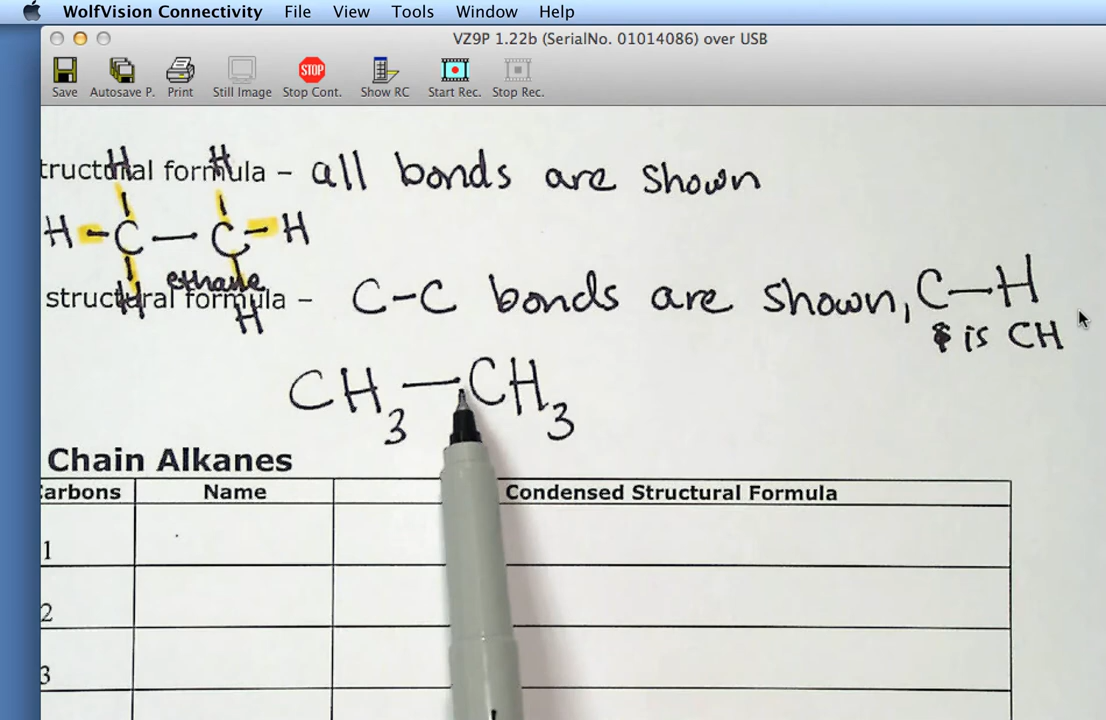 WolfVision Connectivity File View Tools Window Help
VZ9P 1.22b (SerialNo. 01014086) over USB
Save Autosave P. Print Still Image Stop Cont. Show RC Start Rec. Stop Rec.
STOP
H H
tructural formula – all bonds are shown
H-C — C-H
ethane
H H
structural formula – C-C bonds are shown, C-H
is CH
CH3 — CH3
Chain Alkanes
arbons Name Condensed Structural Formula
1
2
3